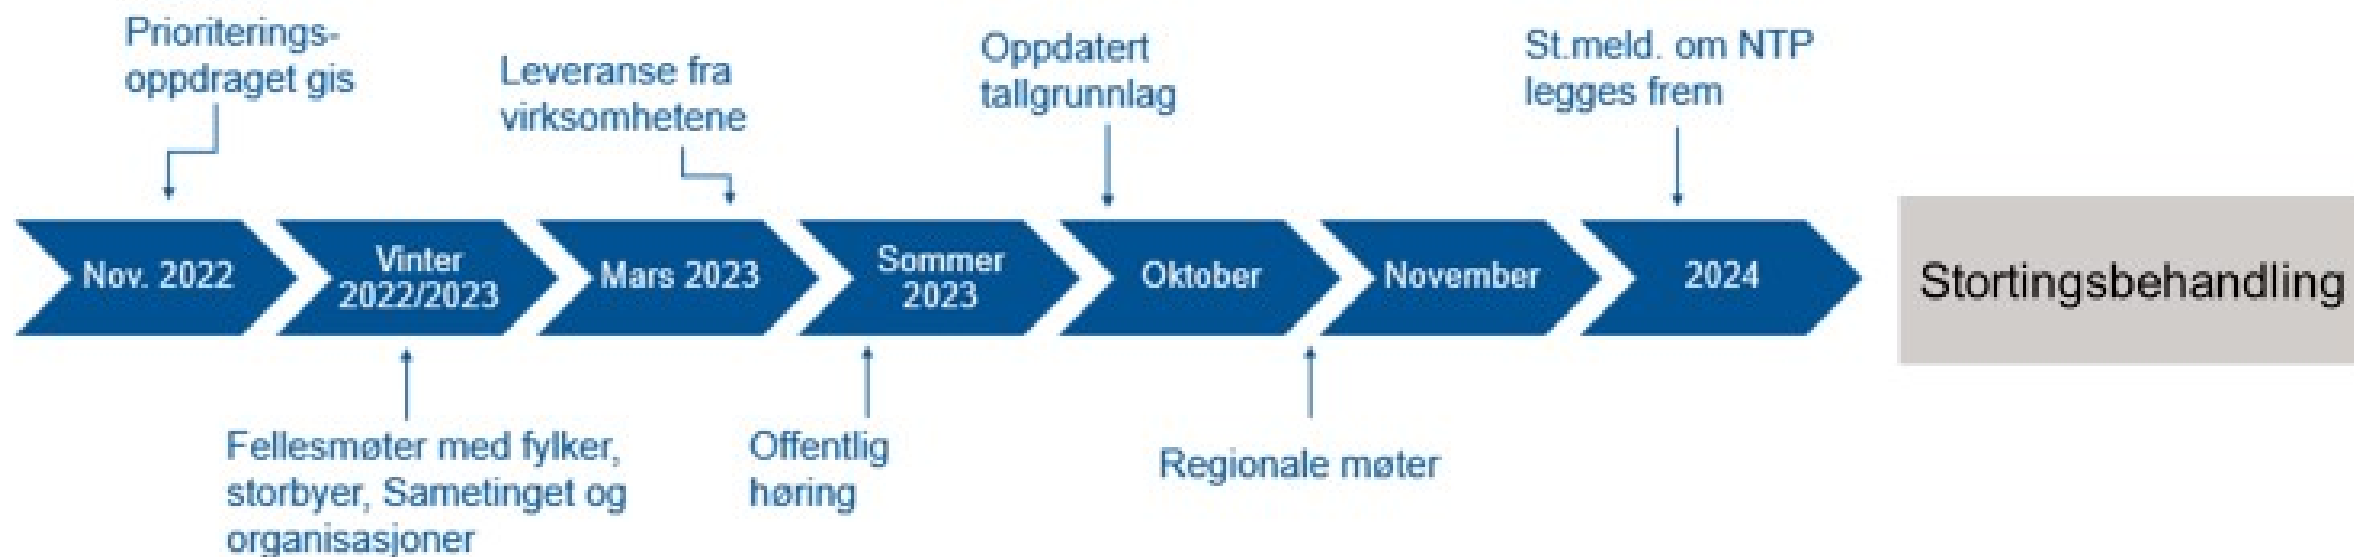 Prioriterings-
oppdraget gis
Leveranse fra
virksomhetene
Oppdatert
tallgrunnlag
St.meld. om NTP
legges frem
Nov. 2022
Vinter
2022/2023
Mars 2023
Sommer
2023
Oktober
November
2024
Stortingsbehandling
Fellesmøter med fylker,
storbyer, Sametinget og
organisasjoner
Offentlig
høring
Regionale møter